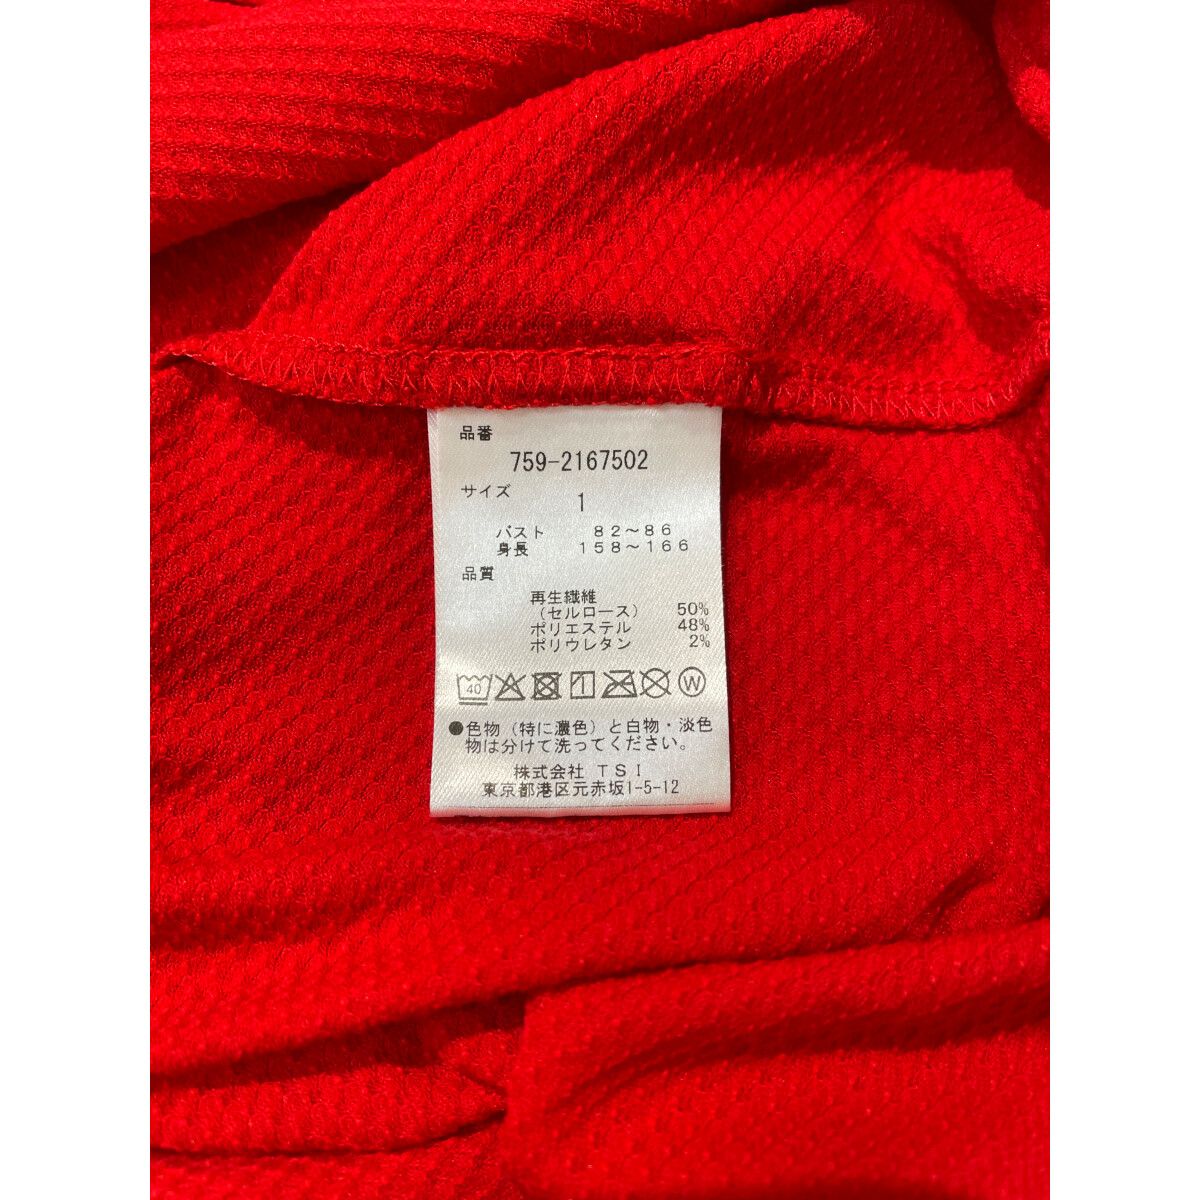 品番
759-2167502
サイズ
1
バスト 82～86
身長 158～166
品質
再生繊維
(セルロース) 50%
ポリエステル 48%
ポリウレタン 2%
40 W
●色物(特に濃色)と白物・淡色
物は分けて洗ってください。
株式会社 TSI
東京都港区元赤坂1-5-12